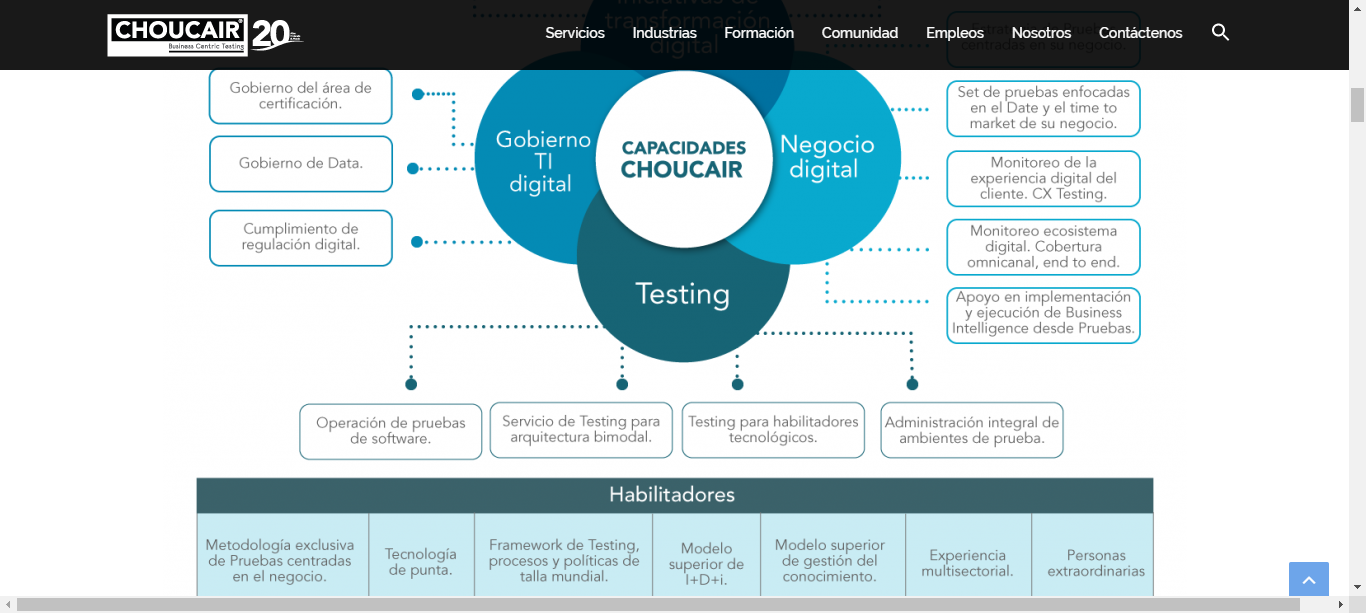 CHOUCAIR
Business Centric Testing
20
Servicios
Industrias
Formación
Comunidad
Empleos
Nosotros
Contáctenos
Iniciativas de
transformación
digital
centradas en su negocio.
Gobierno del área de
certificación.
Gobierno de Data.
Cumplimiento de
regulación digital.
Gobierno
TI
digital
CAPACIDADES
CHOUCAIR
Negocio
digital
Testing
Set de pruebas enfocadas
en el Date y el time to
market de su negocio.
Monitoreo de la
experiencia digital del
cliente. CX Testing.
Monitoreo ecosistema
digital. Cobertura
omnicanal, end to end.
Apoyo en implementación
y ejecución de Business
Intelligence desde Pruebas.
Operación de pruebas
de software.
Servicio de Testing para
arquitectura bimodal.
Testing para habilitadores
tecnológicos.
Administración integral de
ambientes de prueba.
Habilitadores
Metodología exclusiva
de Pruebas centradas
en el negocio.
Tecnología
de punta.
Framework de Testing,
procesos y políticas de
talla mundial.
Modelo
superior de
I+D+i.
Modelo superior
de gestión del
conocimiento.
Experiencia
multisectorial.
Personas
extraordinarias